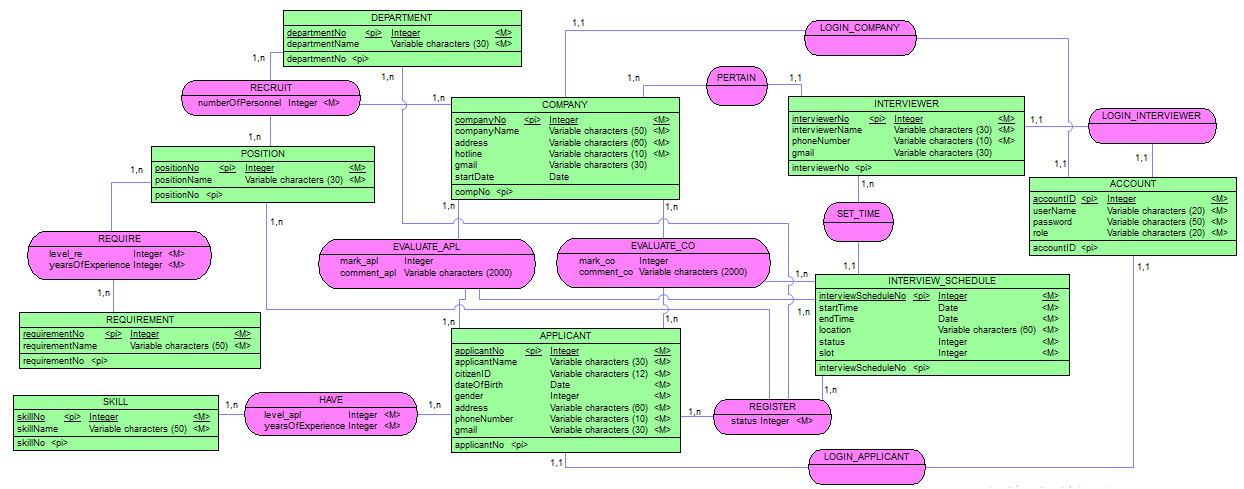 DEPARTMENT
departmentNo <pi> Integer <M>
departmentName Variable characters (30) <M>
departmentNo <pi>
1,1
LOGIN_COMPANY
1,1
1,n
1,n
RECRUIT
numberOfPersonnel Integer <M>
1,n
1,n
PERTAIN
1,1
1,n
COMPANY
companyNo <pi> Integer <M>
companyName Variable characters (50) <M>
address Variable characters (60) <M>
hotline Variable characters (10) <M>
gmail Variable characters (30)
startDate Date
compNo <pi>
INTERVIEWER
interviewerNo <pi> Integer <M>
interviewerName Variable characters (30) <M>
phoneNumber Variable characters (10) <M>
gmail Variable characters (30)
interviewerNo <pi>
1,1
LOGIN_INTERVIEWER
1,1
1,1
POSITION
positionNo <pi> Integer <M>
positionName Variable characters (30) <M>
positionNo <pi>
1,n
1,n
1,n
1,n
1,n
SET_TIME
1,1
ACCOUNT
accountID <pi> Integer <M>
userName Variable characters (20) <M>
password Variable characters (50) <M>
role Variable characters (20) <M>
accountID <pi>
1,1
REQUIRE
level_re Integer <M>
yearsOfExperience Integer <M>
1,n
EVALUATE_APL
mark_apl Integer
comment_apl Variable characters (2000)
EVALUATE_CO
mark_co Integer
comment_co Variable characters (2000)
1,n
1,n
INTERVIEW_SCHEDULE
interviewScheduleNo <pi> Integer <M>
startTime Date <M>
endTime Date <M>
location Variable characters (60) <M>
status Integer <M>
slot Integer <M>
interviewScheduleNo <pi>
1,n
REQUIREMENT
requirementNo <pi> Integer <M>
requirementName Variable characters (50) <M>
requirementNo <pi>
1,n
1,n
APPLICANT
applicantNo <pi> Integer <M>
applicantName Variable characters (30) <M>
citizenID Variable characters (12) <M>
dateOfBirth Date <M>
gender Integer <M>
address Variable characters (60) <M>
phoneNumber Variable characters (10) <M>
gmail Variable characters (30) <M>
applicantNo <pi>
SKILL
skillNo <pi> Integer <M>
skillName Variable characters (50) <M>
skillNo <pi>
1,n
HAVE
level_apl Integer <M>
yearsOfExperience Integer <M>
1,n
1,n
REGISTER
status Integer <M>
1,1
LOGIN_APPLICANT